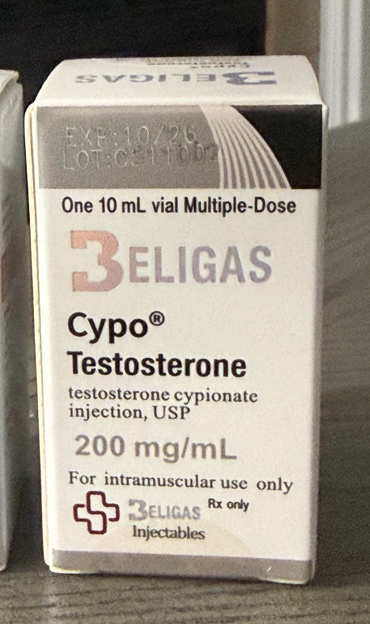 BELIGAS
EXP:10/26
One 10 mL vial Multiple-Dose
BELIGAS
Cypo®
Testosterone
testosterone cypionate
injection, USP
200 mg/mL
For intramuscular use only
BELIGAS Rx only
Injectables